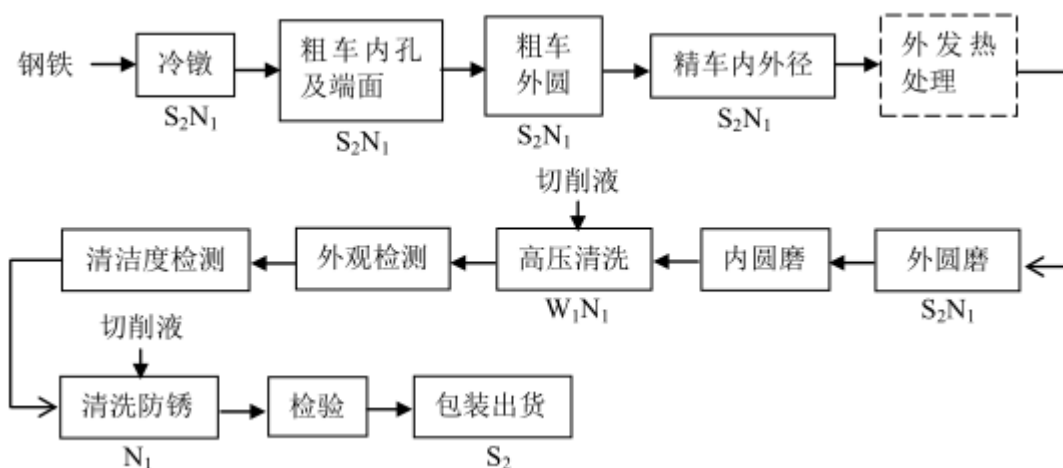 钢铁
冷镦
S₂N₁
粗车内孔
及端面
S₂N₁
粗车
外圆
S₂N₁
精车内外径
S₂N₁
外发热
处理
外圆磨
S₂N₁
内圆磨
切削液
高压清洗
W₁N₁
外观检测
清洁度检测
切削液
清洗防锈
N₁
检验
包装出货
S₂